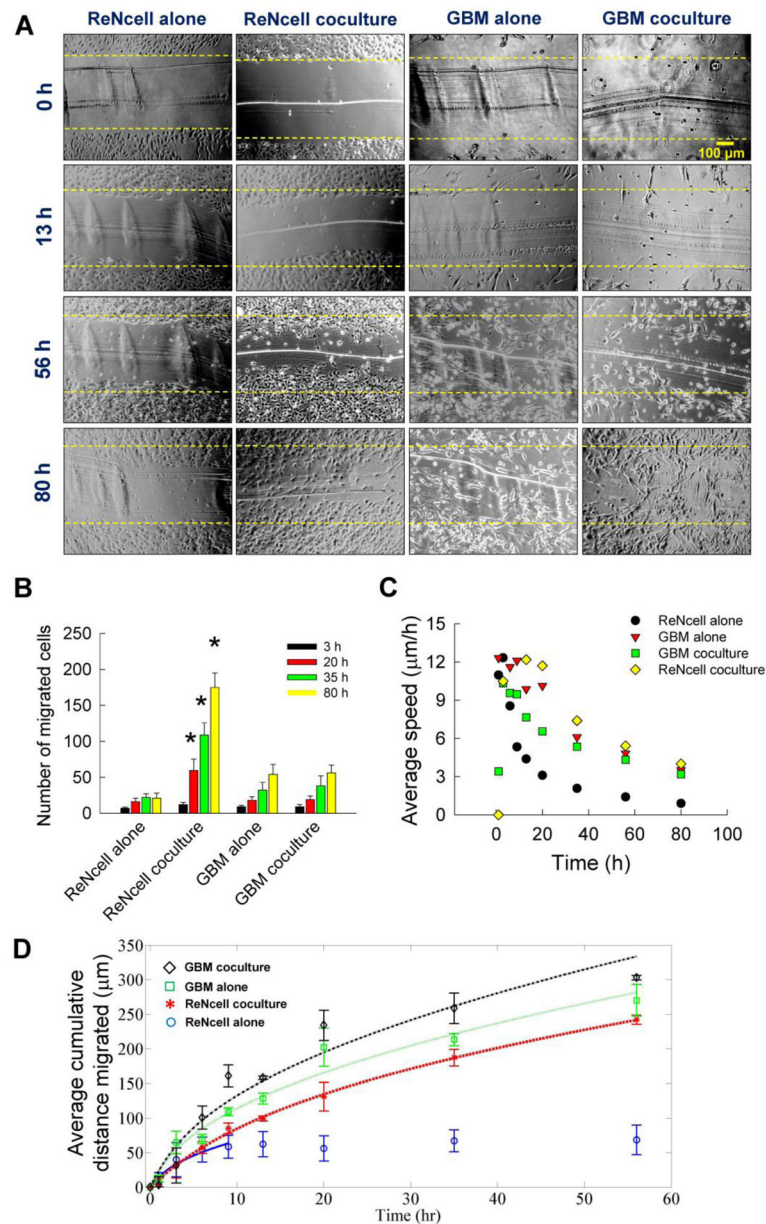 A
ReNcell alone ReNcell coculture GBM alone GBM coculture
0 h
100 µm
13 h
56 h
80 h
B
Number of migrated cells
250
200
150
100
50
0
* * *
3 h
20 h
35 h
80 h
ReNcell alone
ReNcell coculture
GBM alone
GBM coculture
C
Average speed (µm/h)
15
12
9
6
3
0
ReNcell alone
GBM alone
GBM coculture
ReNcell coculture
0 20 40 60 80 100
Time (h)
D
Average cumulative
distance migrated (µm)
350
300
250
200
150
100
50
0
GBM coculture
GBM alone
ReNcell coculture
ReNcell alone
0 10 20 30 40 50 60
Time (hr)